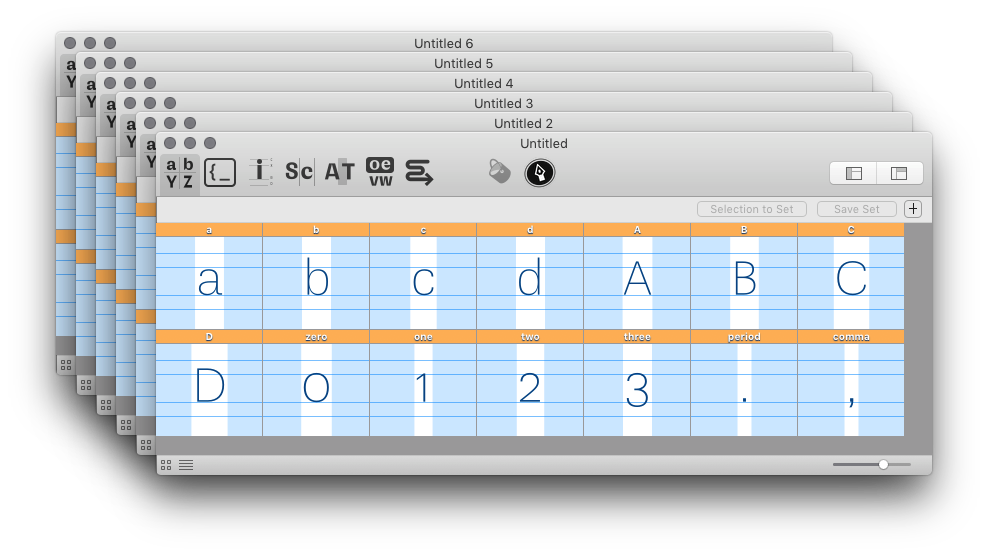 Untitled 6
Untitled 5
Untitled 4
Untitled 3
Untitled 2
Untitled
a b
Y Z
{_
i
Sc
AT
oe
vw
Selection to Set
Save Set
+
a b c d A B C
a b c d A B C
D zero one two three period comma
D 0 1 2 3 . ,